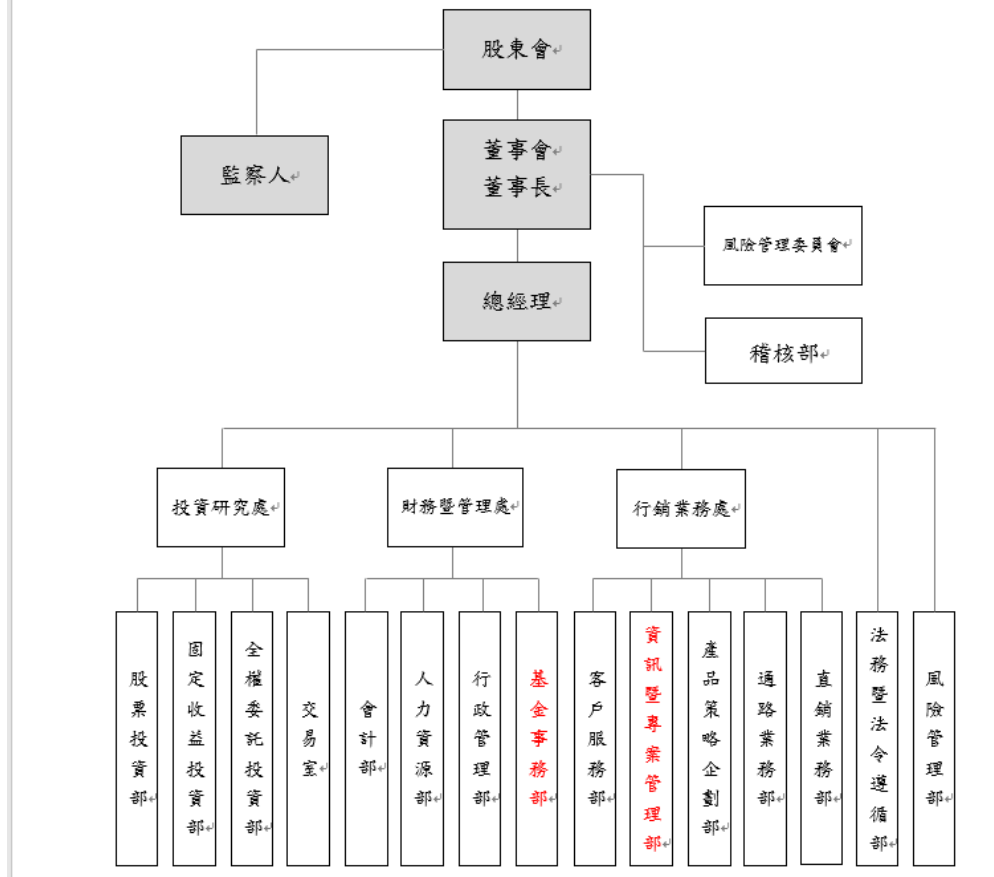 股東會
董事會
董事長
監察人
風險管理委員會
總經理
稽核部
投資研究處
財務暨管理處
行銷業務處
股票投資部
固定收益投資部
全權委託投資部
交易室
會計部
人力資源部
行政管理部
基金事務部
客戶服務部
資訊暨專案管理部
產品策略企劃部
通路業務部
直銷業務部
法務暨法令遵循部
風險管理部